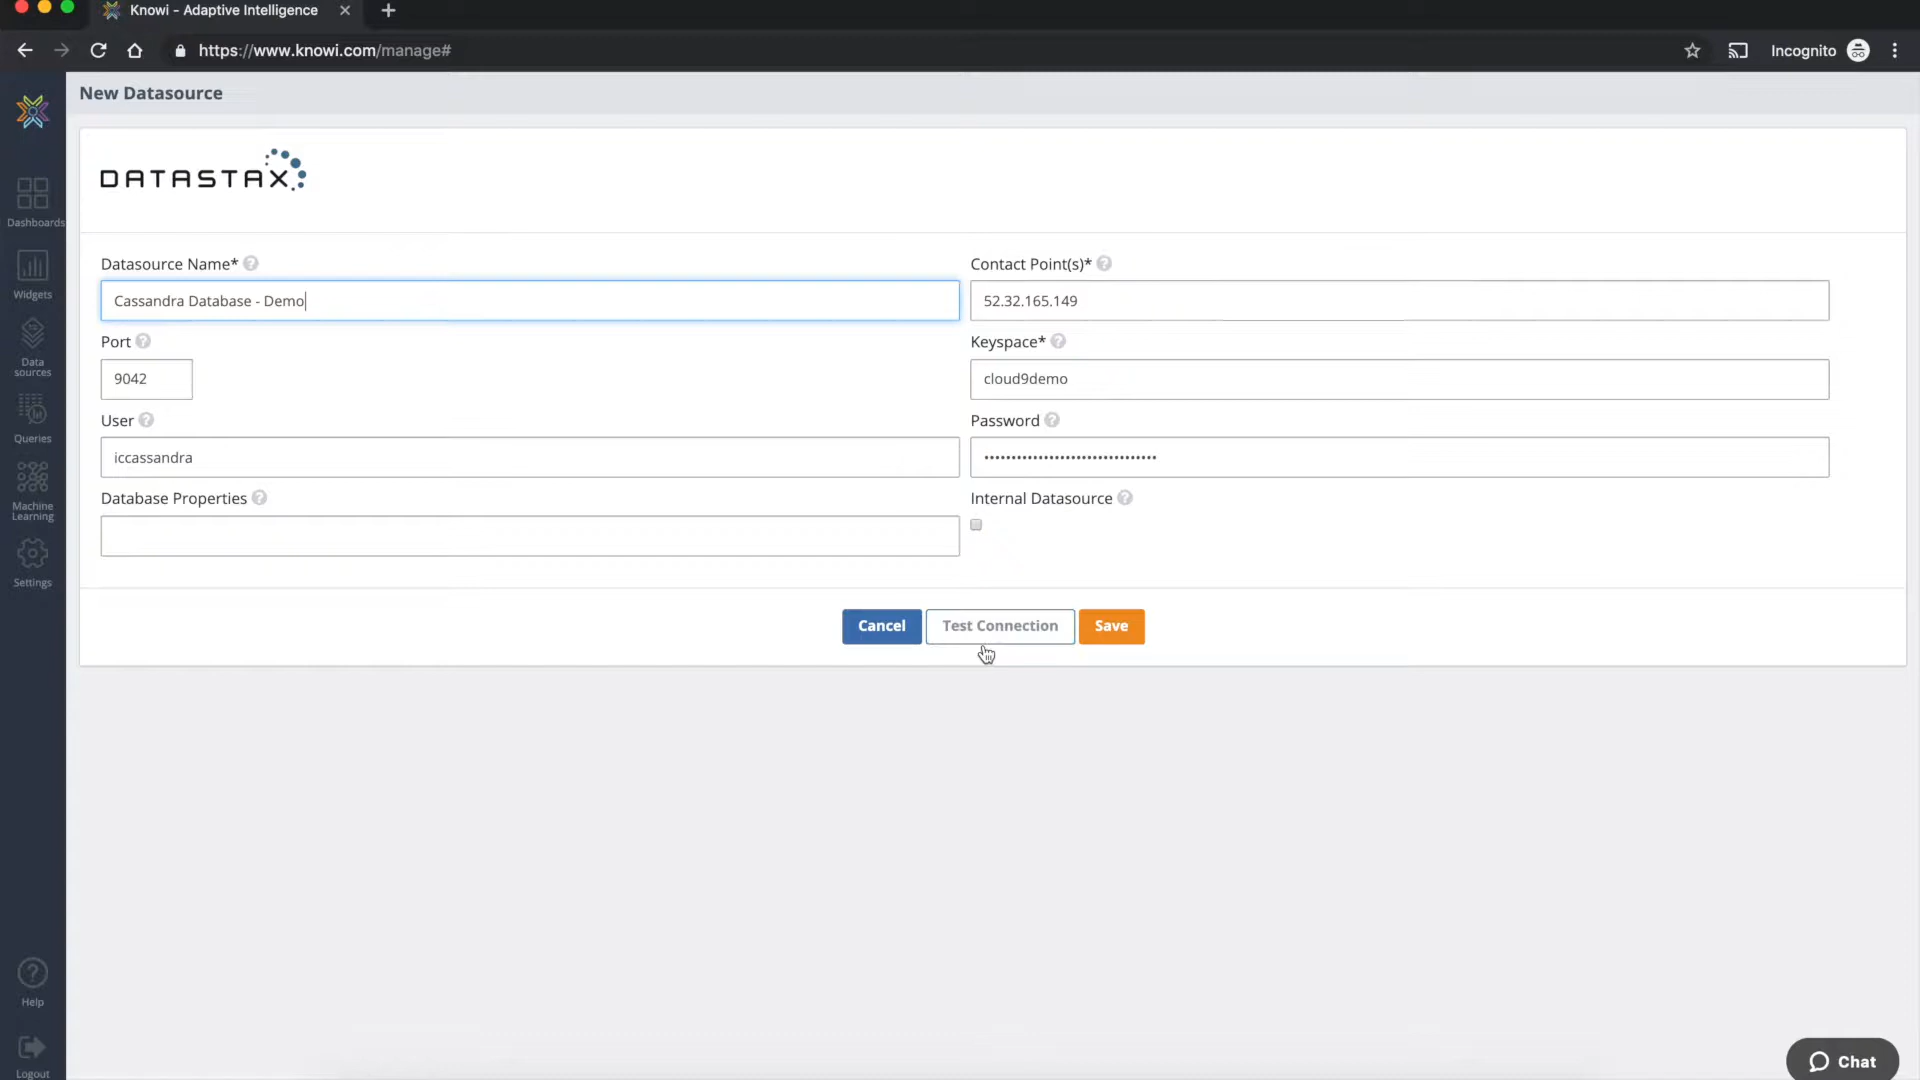 Knowi - Adaptive Intelligence
https://www.knowi.com/manage#
Incognito
New Datasource
DATASTAX
Dashboards
Widgets
Data
sources
Queries
Machine
Learning
Settings
Help
Logout
Datasource Name*
Cassandra Database - Demo
Contact Point(s)*
52.32.165.149
Port
9042
Keyspace*
cloud9demo
User
iccassandra
Password
••••••••••••••••••••••••••••••••
Database Properties
Internal Datasource
Cancel
Test Connection
Save
Chat